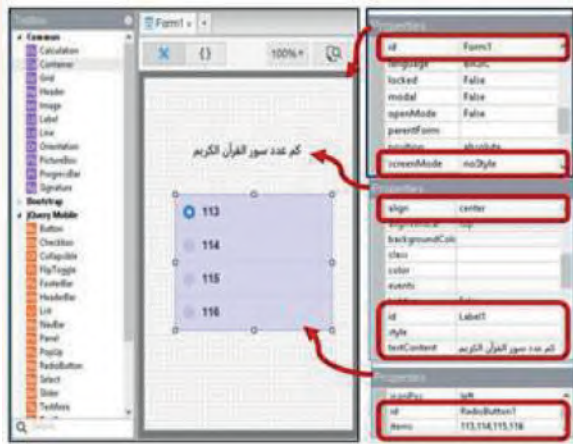 Toolbox
Common
Calculation
Container
Grid
Header
Image
Label
Line
Orientation
PictureBox
ProgressBar
Signature
Bootstrap
jQuery Mobile
Button
Checkbox
Collapsible
FlipToggle
FooterBar
HeaderBar
List
NavBar
Panel
PopUp
RadioButton
Select
Slider
TextMore
Form1
{ }
100%
كم عدد سور القرآن الكريم
113
114
115
116
Properties
id Form1
language
locked False
modal False
openMode False
parentForm
position absolute
screenMode noStyle
Properties
align center
top
backgroundColo
class
color
events
id Label1
style
textContent كم عدد سور القرآن الكريم
Properties
iconPos left
id RadioButton1
items 113,114,115,116